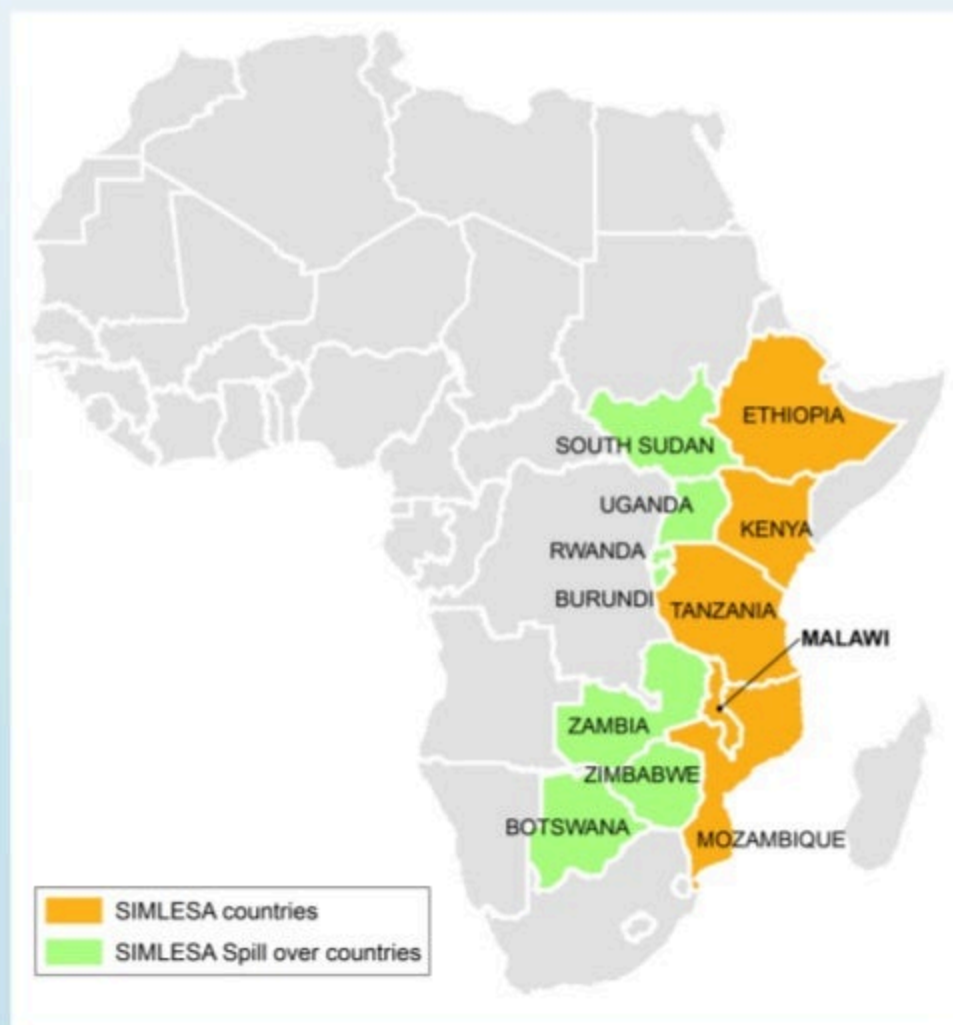 ETHIOPIA
SOUTH SUDAN
UGANDA
KENYA
RWANDA
BURUNDI
TANZANIA
MALAWI
ZAMBIA
ZIMBABWE
BOTSWANA
MOZAMBIQUE
SIMLESA countries
SIMLESA Spill over countries